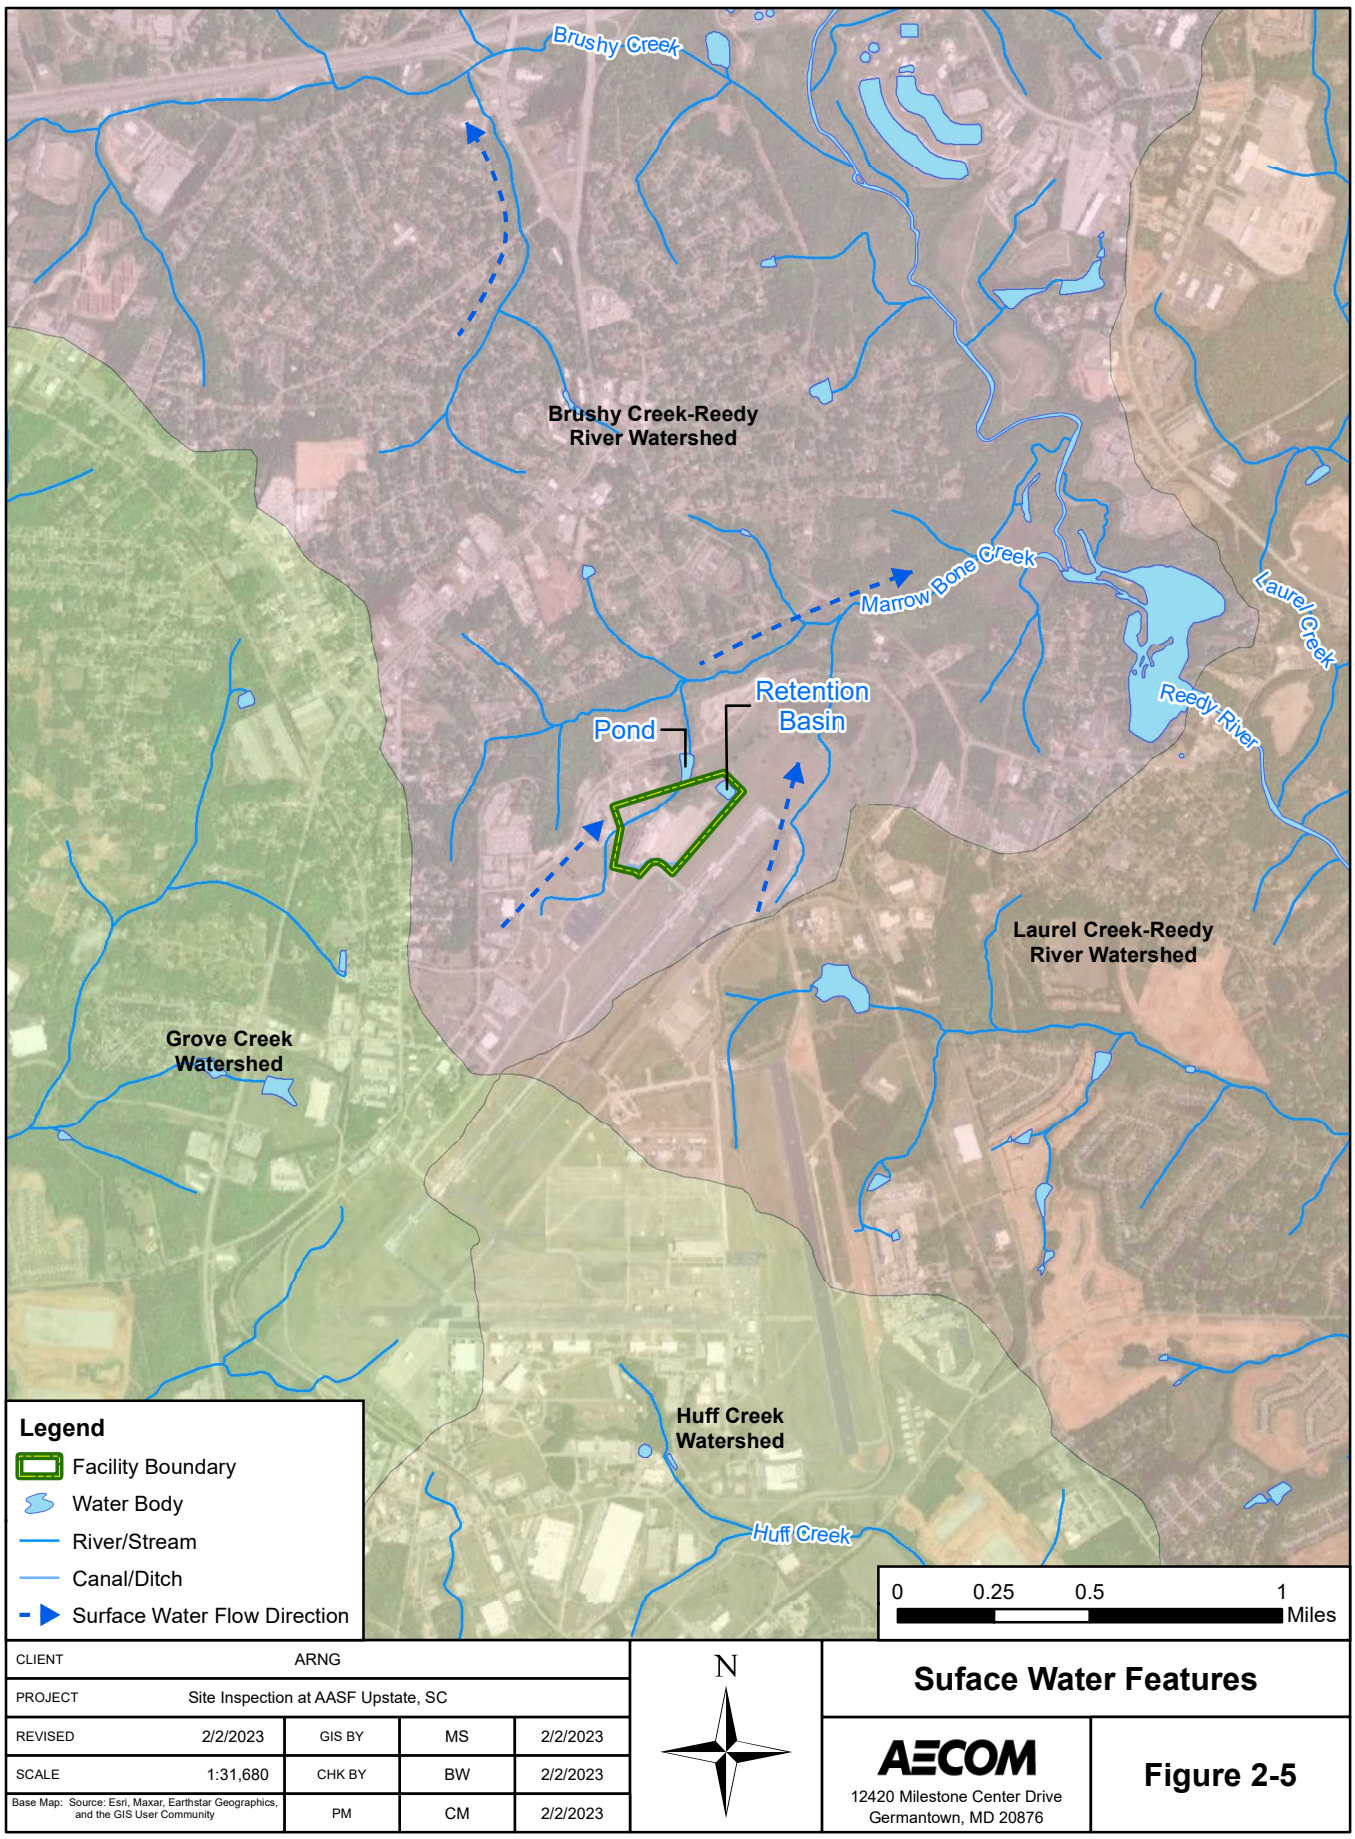 Brushy Creek
Brushy Creek-Reedy
River Watershed
Marrow Bone Creek
Laurel Creek
Reedy River
Retention
Basin
Pond
Laurel Creek-Reedy
River Watershed
Grove Creek
Watershed
Huff Creek
Watershed
Huff Creek
Legend
Facility Boundary
Water Body
River/Stream
Canal/Ditch
Surface Water Flow Direction
0 0.25 0.5 1
Miles
CLIENT ARNG
PROJECT Site Inspection at AASF Upstate, SC
REVISED 2/2/2023 GIS BY MS 2/2/2023
SCALE 1:31,680 CHK BY BW 2/2/2023
Base Map: Source: Esri, Maxar, Earthstar Geographics,
and the GIS User Community
PM CM 2/2/2023
N
Suface Water Features
AECOM
12420 Milestone Center Drive
Germantown, MD 20876
Figure 2-5